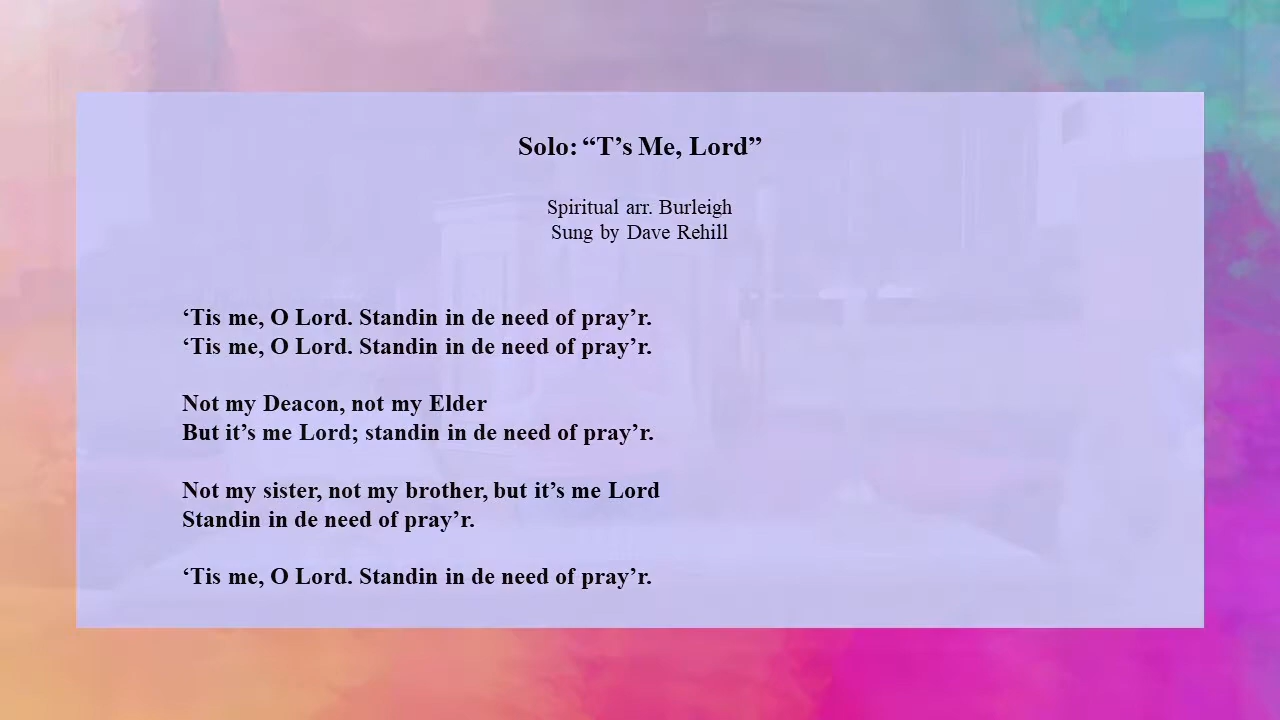 Solo: “T’s Me, Lord”
Spiritual arr. Burleigh
Sung by Dave Rehill
‘Tis me, O Lord. Standin in de need of pray’r.
‘Tis me, O Lord. Standin in de need of pray’r.
Not my Deacon, not my Elder
But it’s me Lord; standin in de need of pray’r.
Not my sister, not my brother, but it’s me Lord
Standin in de need of pray’r.
‘Tis me, O Lord. Standin in de need of pray’r.